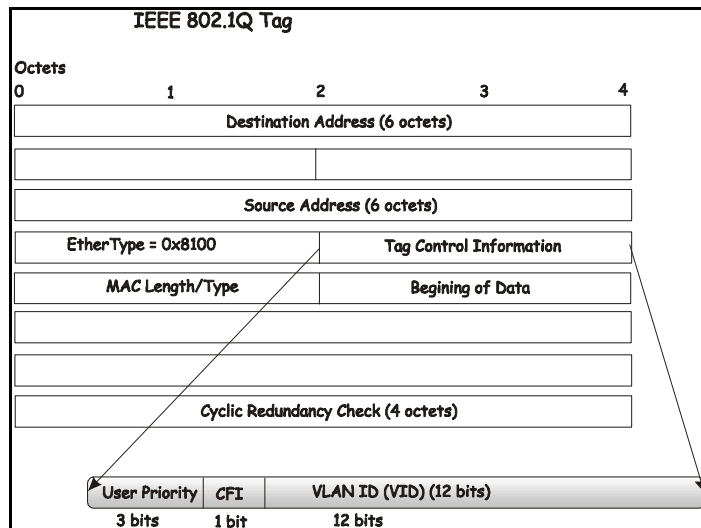 IEEE 802.1Q Tag
Octets
0 1 2 3 4
Destination Address (6 octets)
Source Address (6 octets)
EtherType = 0x8100 Tag Control Information
MAC Length/Type Begining of Data
Cyclic Redundancy Check (4 octets)
User Priority CFI VLAN ID (VID) (12 bits)
3 bits 1 bit 12 bits